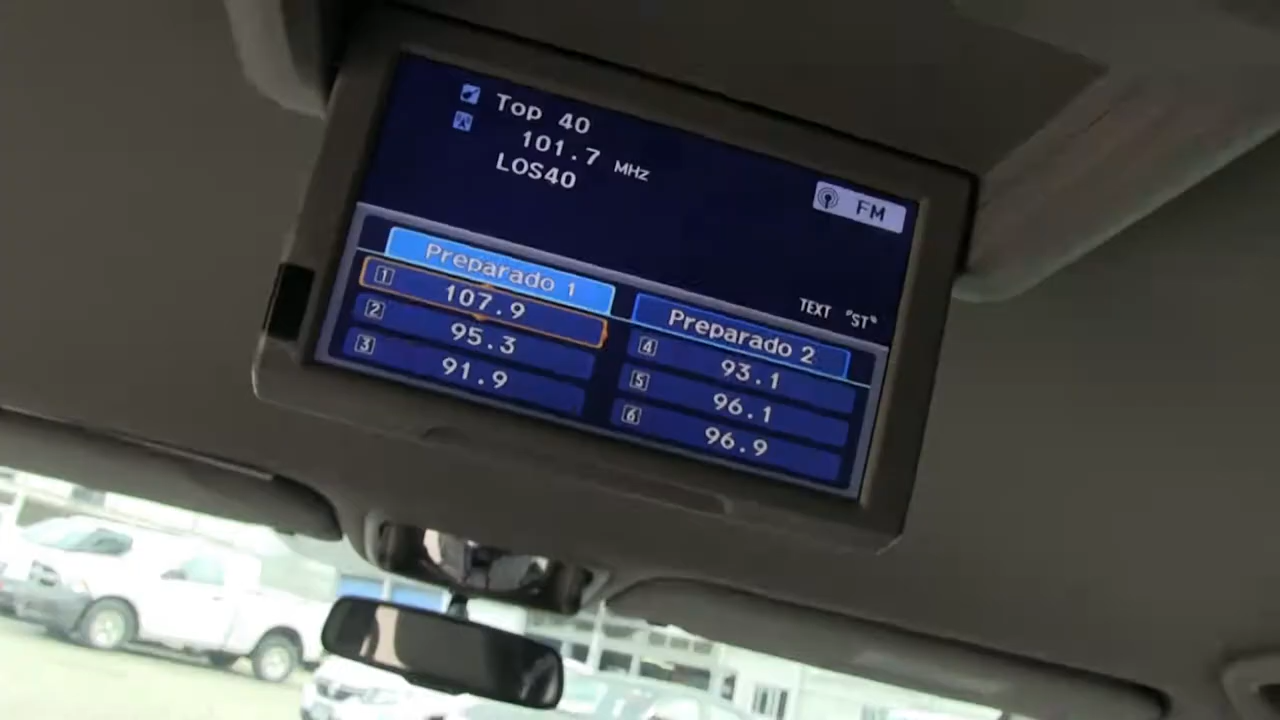 Top 40
101.7 MHz
LOS40
FM
TEXT "ST"
Preparado 1
1 107.9
2 95.3
3 91.9
Preparado 2
4 93.1
5 96.1
6 96.9